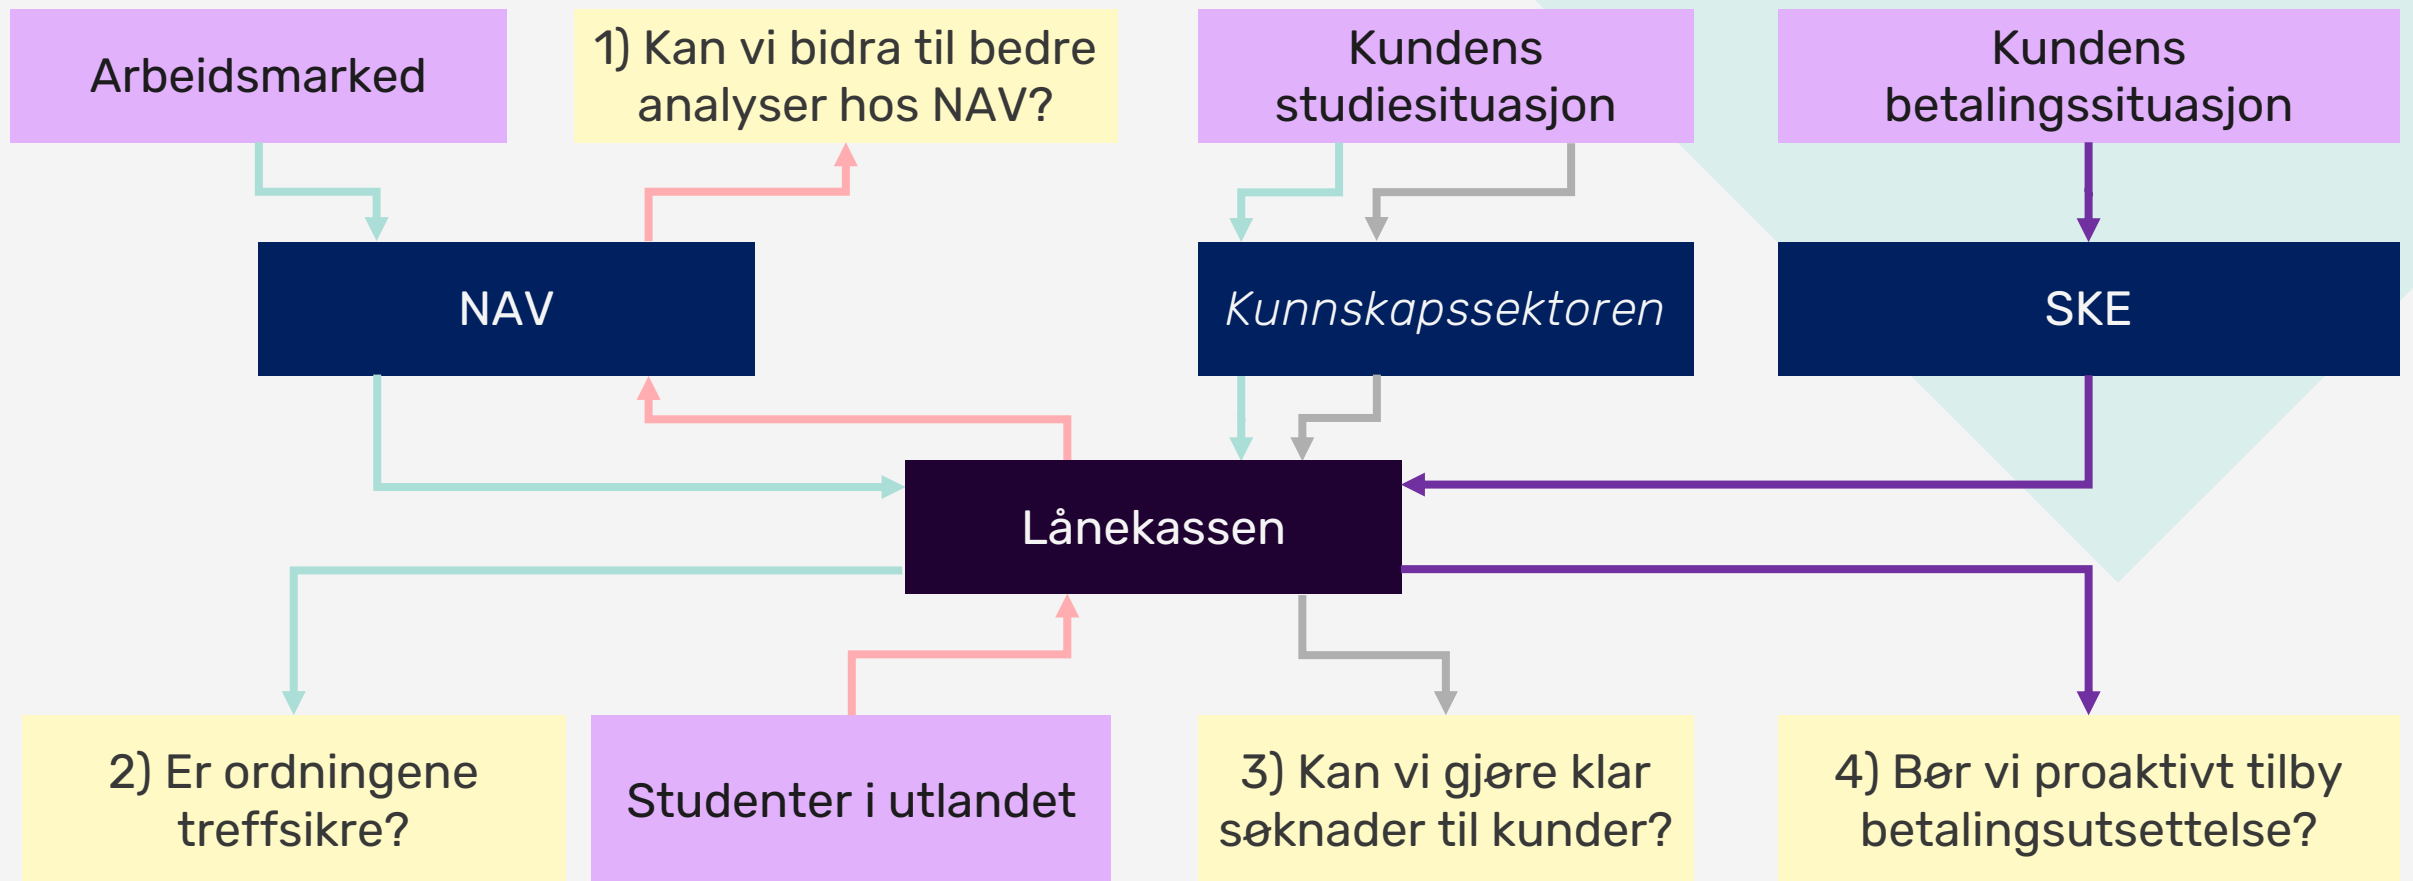 Arbeidsmarked
1) Kan vi bidra til bedre
analyser hos NAV?
Kundens
studiesituasjon
Kundens
betalingssituasjon
NAV
Kunnskapssektoren
SKE
Lånekassen
2) Er ordningene
treffsikre?
Studenter i utlandet
3) Kan vi gjøre klar
søknader til kunder?
4) Bør vi proaktivt tilby
betalingsutsettelse?